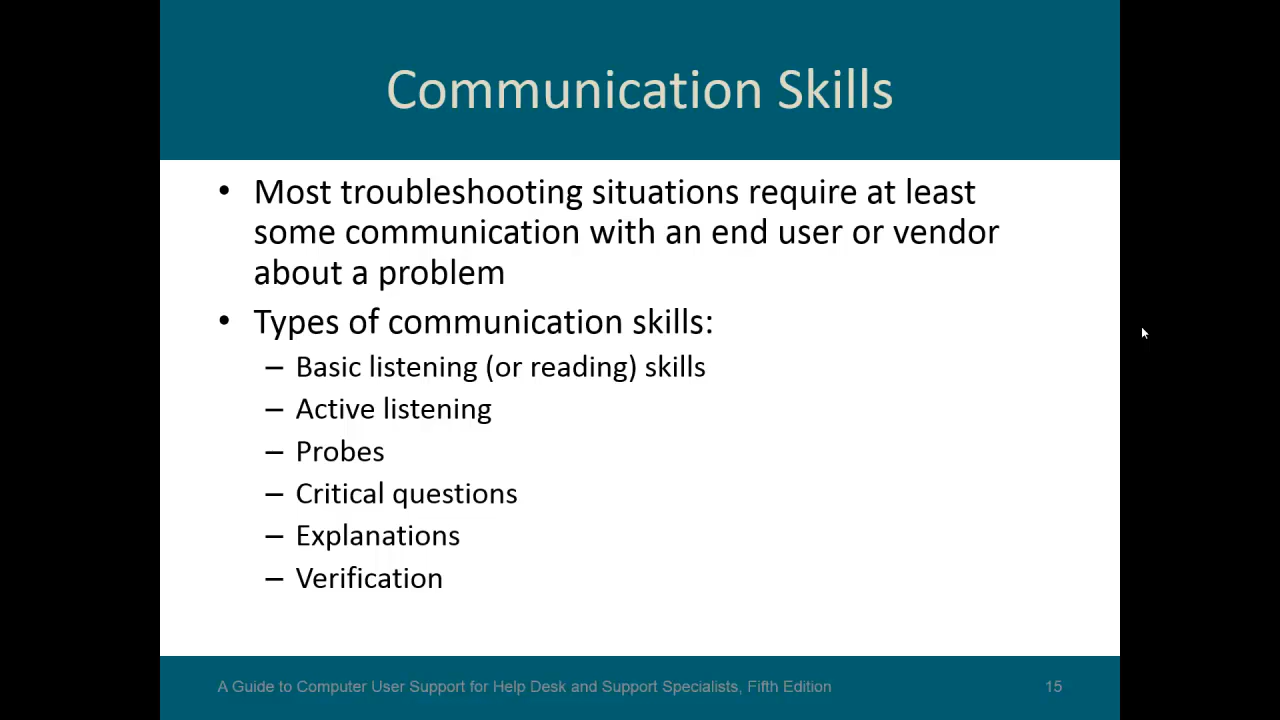 Communication Skills
• Most troubleshooting situations require at least
some communication with an end user or vendor
about a problem
• Types of communication skills:
– Basic listening (or reading) skills
– Active listening
– Probes
– Critical questions
– Explanations
– Verification
A Guide to Computer User Support for Help Desk and Support Specialists, Fifth Edition 15